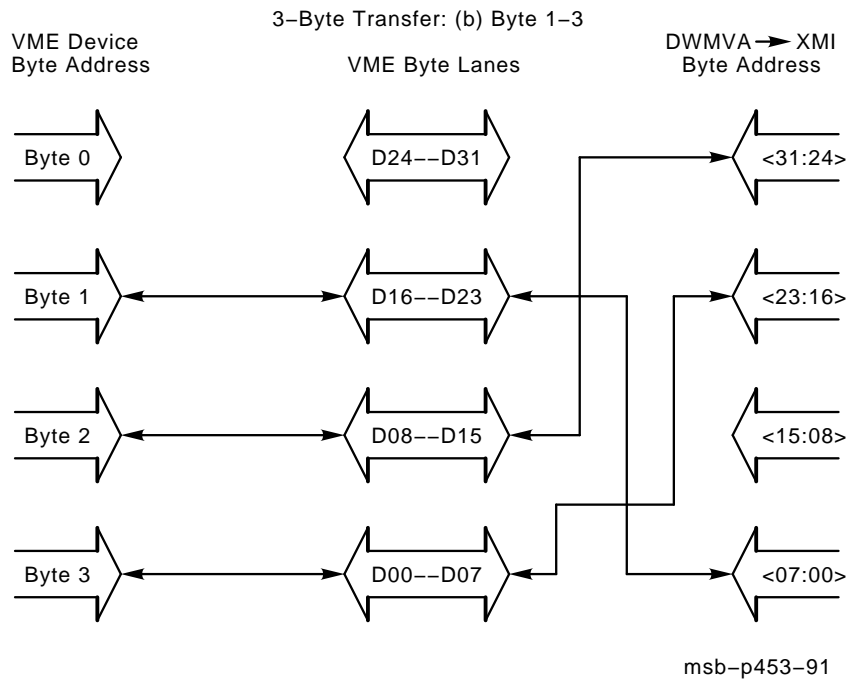 3−Byte Transfer: (b) Byte 1−3
VME Device
Byte Address
VME Byte Lanes
DWMVA XMI
Byte Address
Byte 0
D24−−D31
<31:24>
Byte 1
D16−−D23
<23:16>
Byte 2
D08−−D15
<15:08>
Byte 3
D00−−D07
<07:00>
msb−p453−91